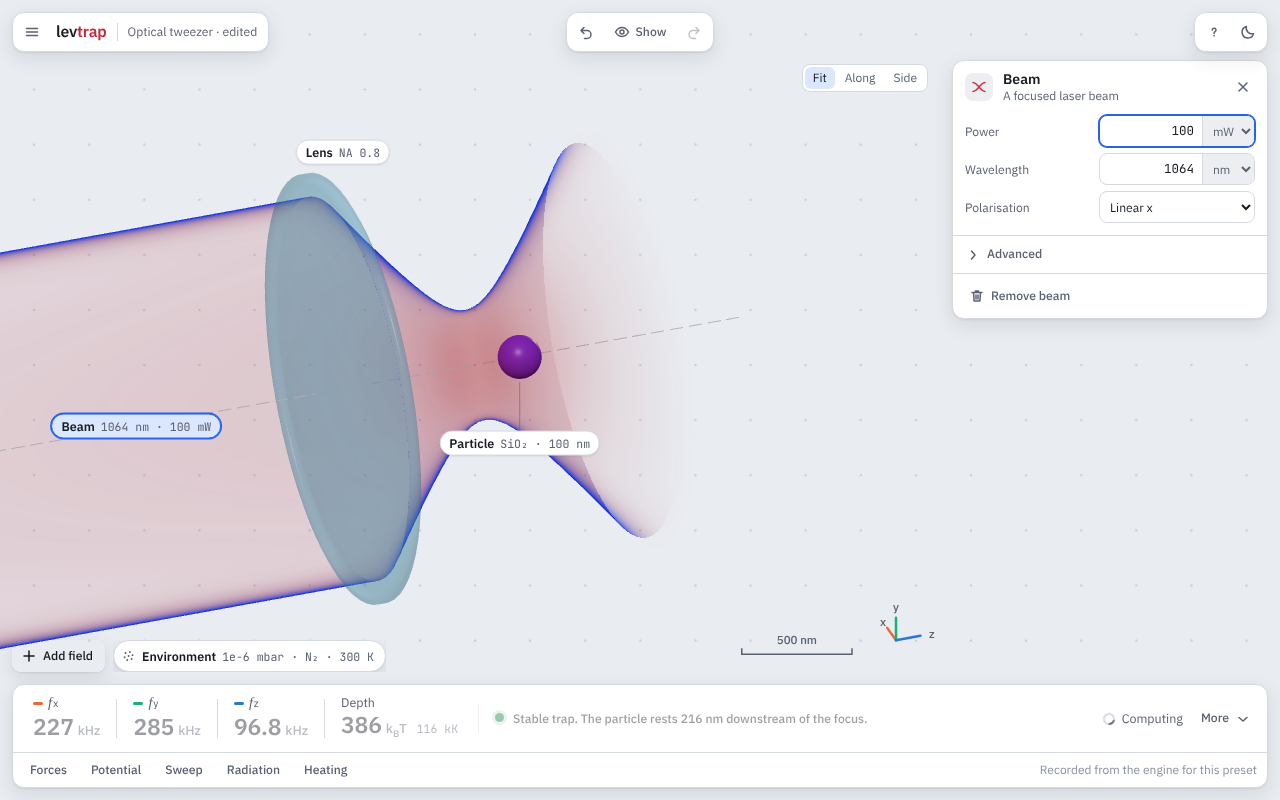 levtrap
Optical tweezer · edited
Show
?
Fit
Along
Side
Beam
A focused laser beam
Power
100
mW
Wavelength
1064
nm
Polarisation
Linear x
Advanced
Remove beam
Lens NA 0.8
Beam 1064 nm · 100 mW
Particle SiO₂ · 100 nm
500 nm
y
x
z
Add field
Environment 1e-6 mbar · N₂ · 300 K
fx
227 kHz
fy
285 kHz
fz
96.8 kHz
Depth
386 kBT 116 kK
Stable trap. The particle rests 216 nm downstream of the focus.
Computing
More
Forces
Potential
Sweep
Radiation
Heating
Recorded from the engine for this preset